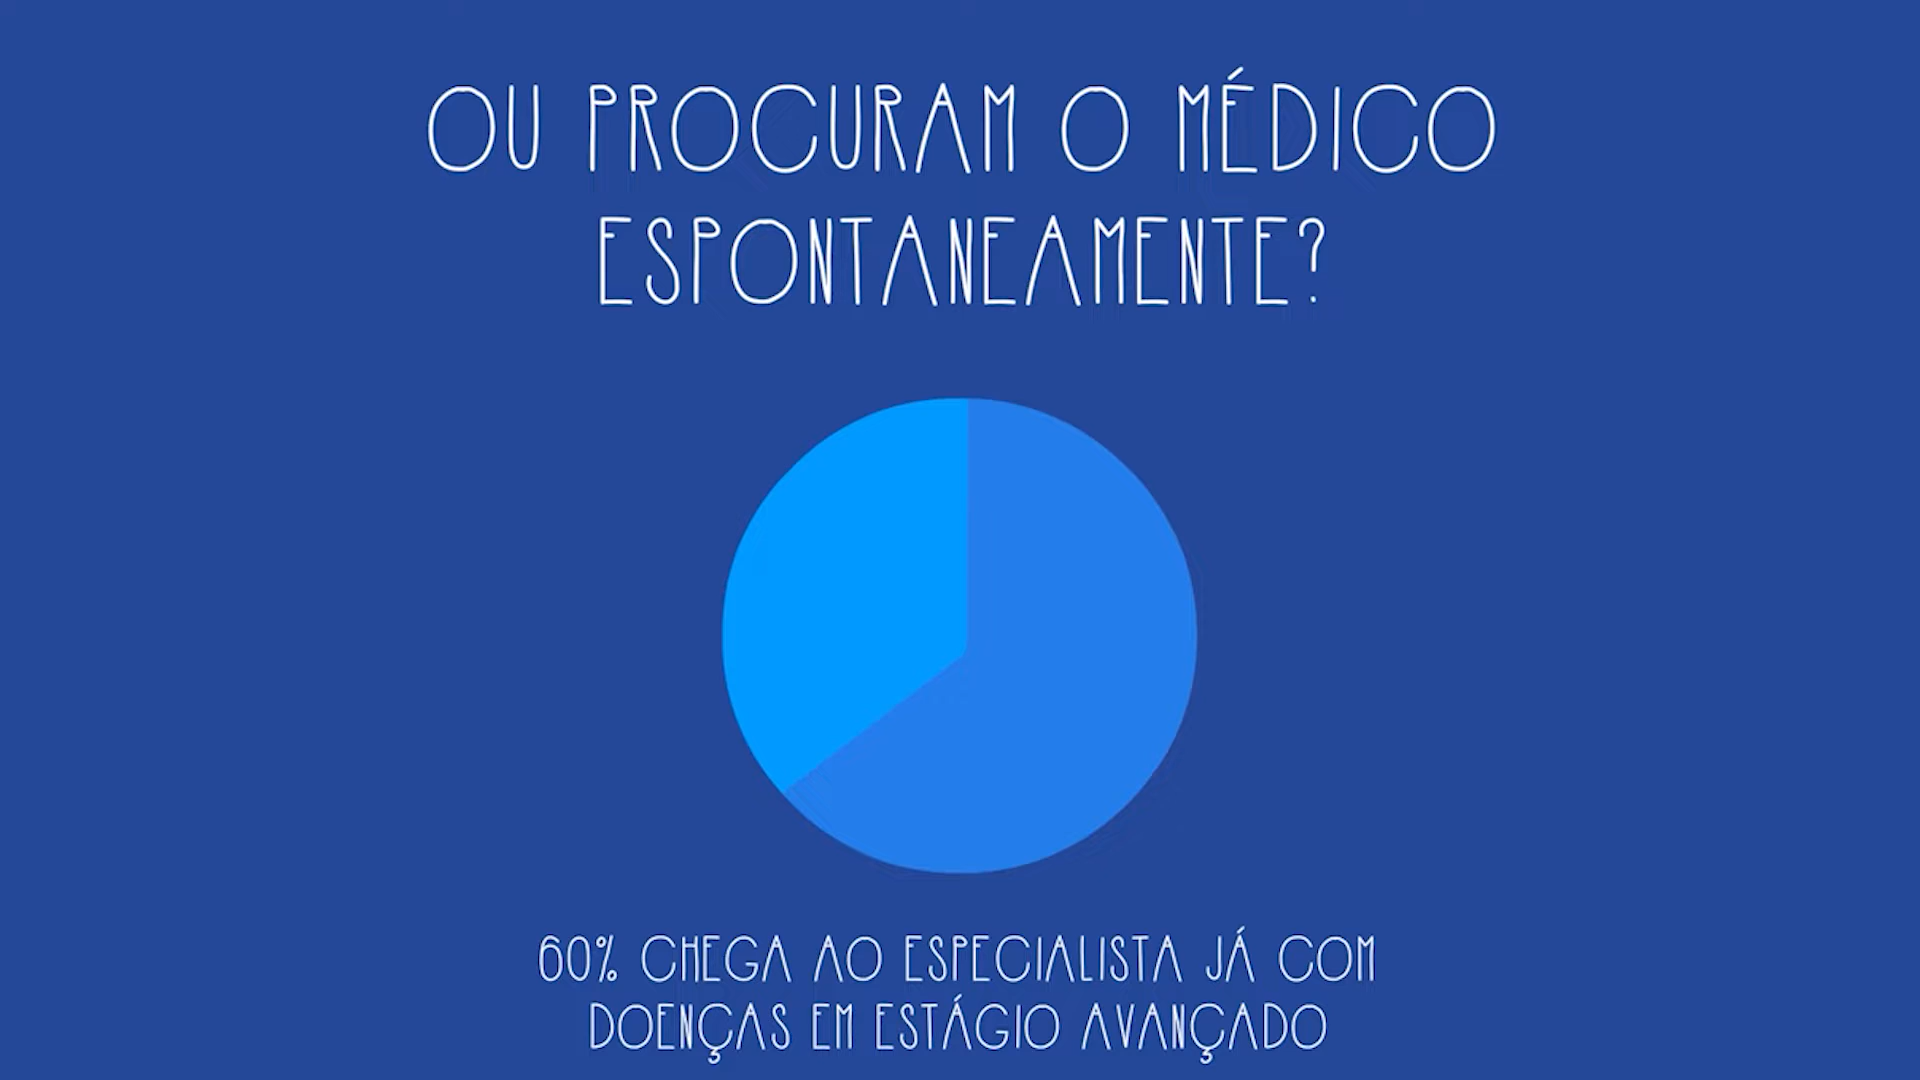 OU PROCURAM O MÉDICO
ESPONTANEAMENTE?
60% CHEGA AO ESPECIALISTA JÁ COM
DOENÇAS EM ESTÁGIO AVANÇADO